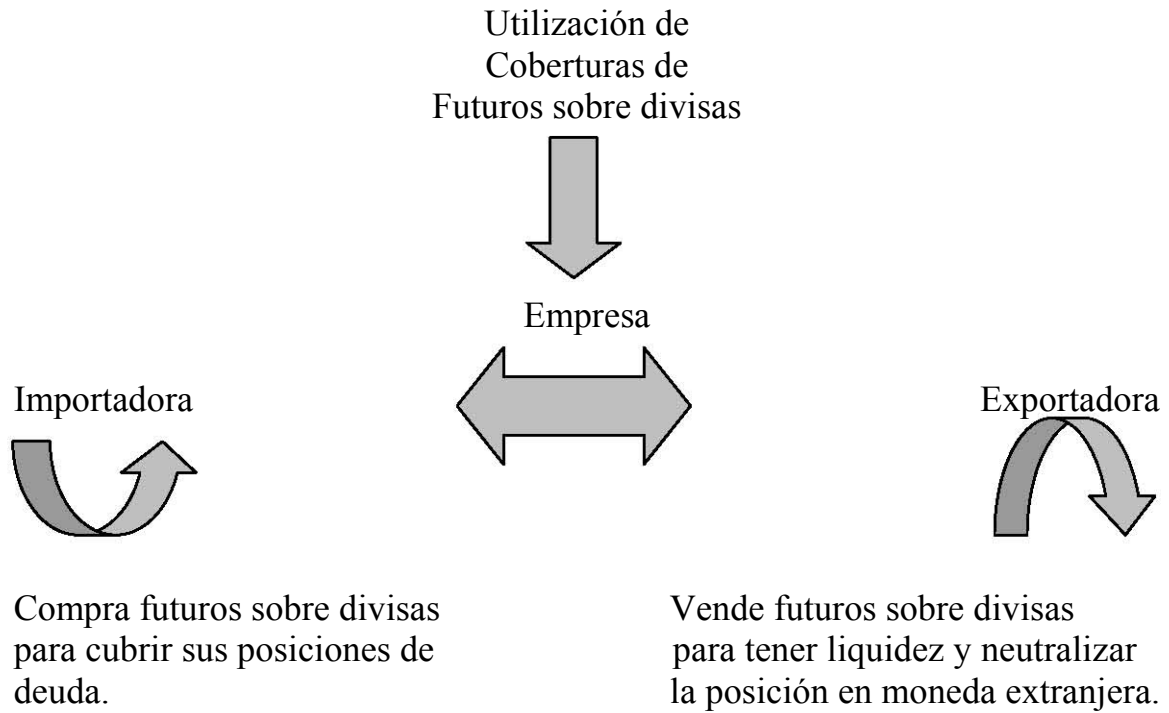 Utilización de
Coberturas de
Futuros sobre divisas
Empresa
Importadora
Exportadora
Compra futuros sobre divisas
para cubrir sus posiciones de
deuda.
Vende futuros sobre divisas
para tener liquidez y neutralizar
la posición en moneda extranjera.